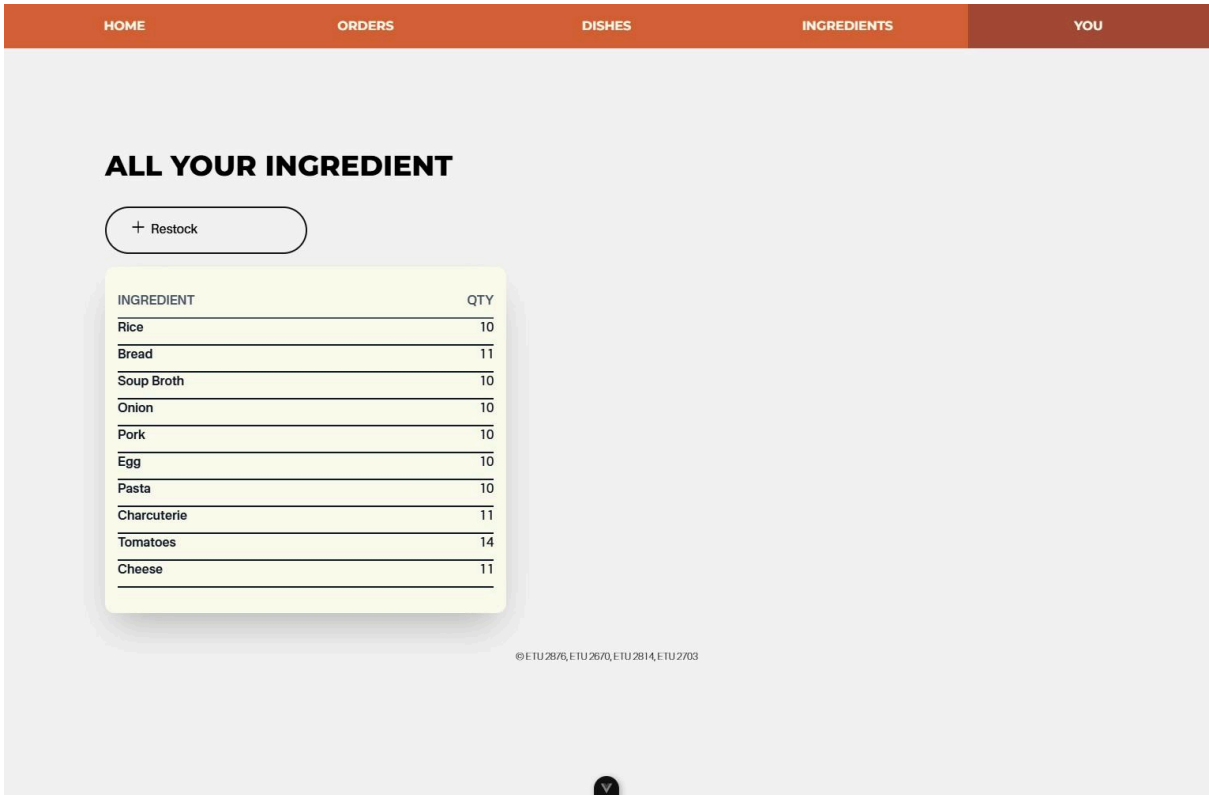 HOME ORDERS DISHES INGREDIENTS YOU
ALL YOUR INGREDIENT
+ Restock
INGREDIENT QTY
Rice 10
Bread 11
Soup Broth 10
Onion 10
Pork 10
Egg 10
Pasta 10
Charcuterie 11
Tomatoes 14
Cheese 11
© ETU 2876, ETU 2670, ETU 2814, ETU 2703